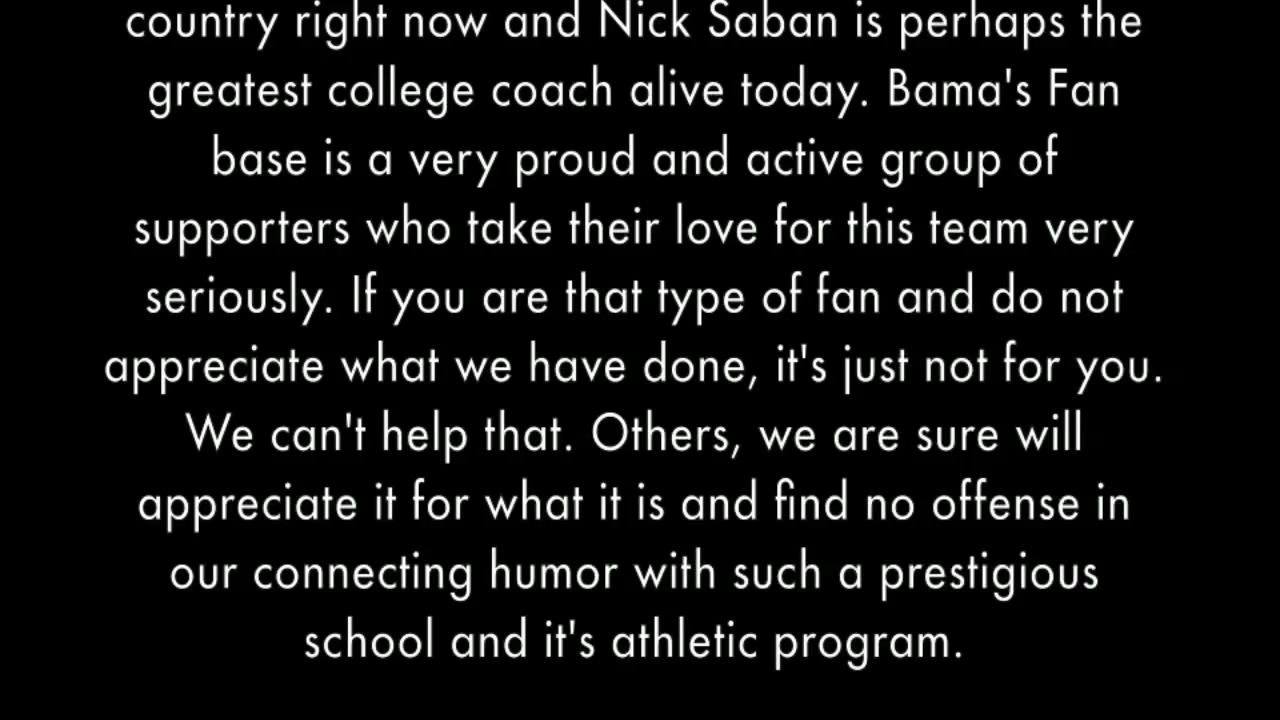 country right now and Nick Saban is perhaps the
greatest college coach alive today. Bama's Fan
base is a very proud and active group of
supporters who take their love for this team very
seriously. If you are that type of fan and do not
appreciate what we have done, it's just not for you.
We can't help that. Others, we are sure will
appreciate it for what it is and find no offense in
our connecting humor with such a prestigious
school and it's athletic program.